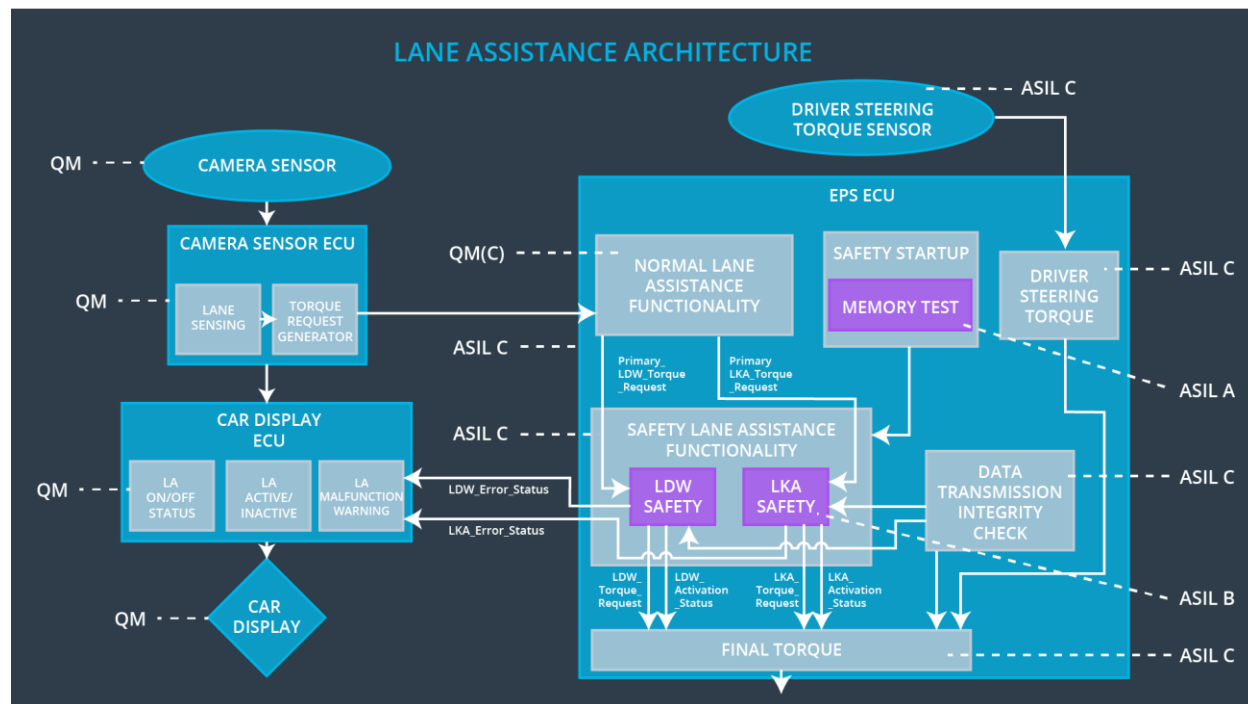 LANE ASSISTANCE ARCHITECTURE
ASIL C
DRIVER STEERING
TORQUE SENSOR
QM
CAMERA SENSOR
CAMERA SENSOR ECU
QM
LANE
SENSING
TORQUE
REQUEST
GENERATOR
EPS ECU
QM(C)
NORMAL LANE
ASSISTANCE
FUNCTIONALITY
SAFETY STARTUP
MEMORY TEST
DRIVER
STEERING
TORQUE
ASIL C
ASIL C
Primary_
LDW_Torque
_Request
Primary
LKA_Torque
_Request
ASIL A
CAR DISPLAY
ECU
QM
LA
ON/OFF
STATUS
LA
ACTIVE/
INACTIVE
LA
MALFUNCTION
WARNING
ASIL C
SAFETY LANE ASSISTANCE
FUNCTIONALITY
LDW
SAFETY
LKA
SAFETY
DATA
TRANSMISSION
INTEGRITY
CHECK
ASIL C
LDW_Error_Status
LKA_Error_Status
LDW_
Torque_
Request
LDW_
Activation
_Status
LKA_
Torque_
Request
LKA_
Activation
_Status
ASIL B
QM
CAR
DISPLAY
FINAL TORQUE
ASIL C